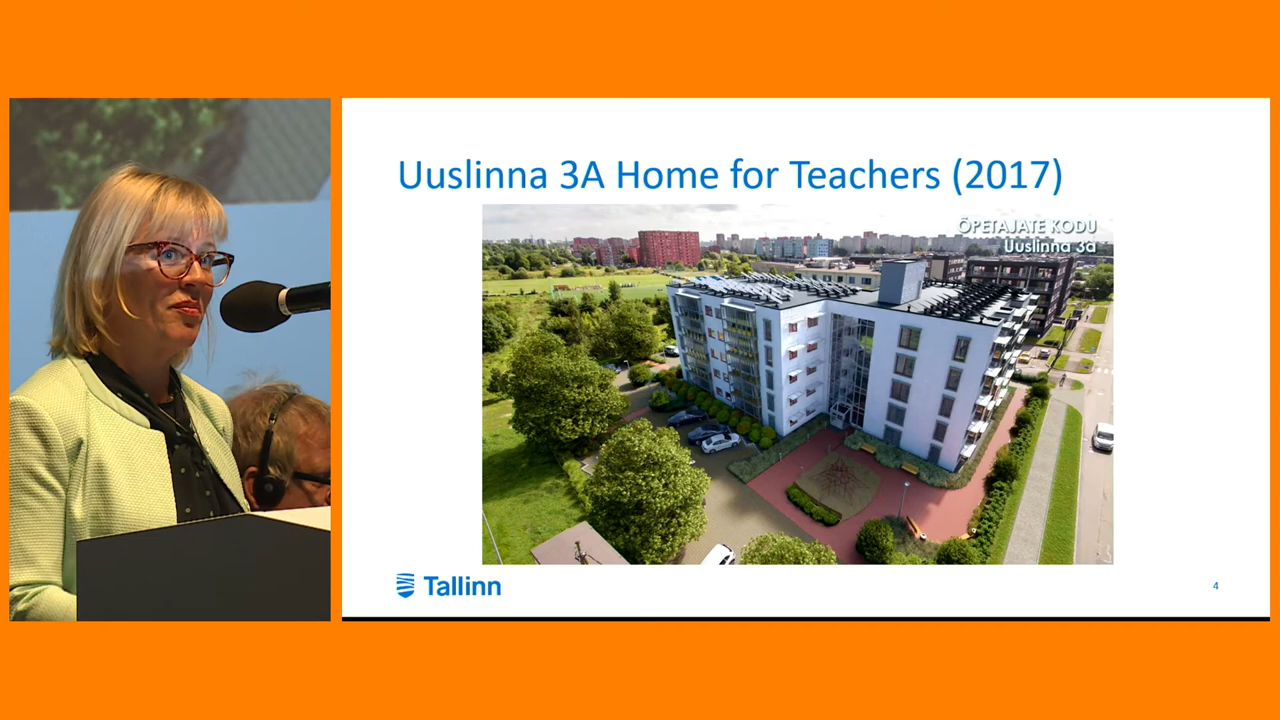 Uuslinna 3A Home for Teachers (2017)
ÕPETAJATE KODU
Uuslinna 3a
Tallinn
4